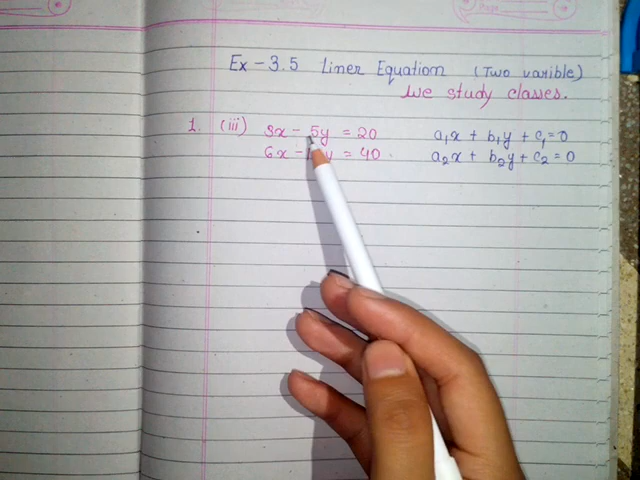 Ex - 3.5 Liner Equation (Two varible)
We study classes.
1. (iii) 3x - 5y = 20 a₁x + b₁y + c₁ = 0
6x - y = 40 a₂x + b₂y + c₂ = 0